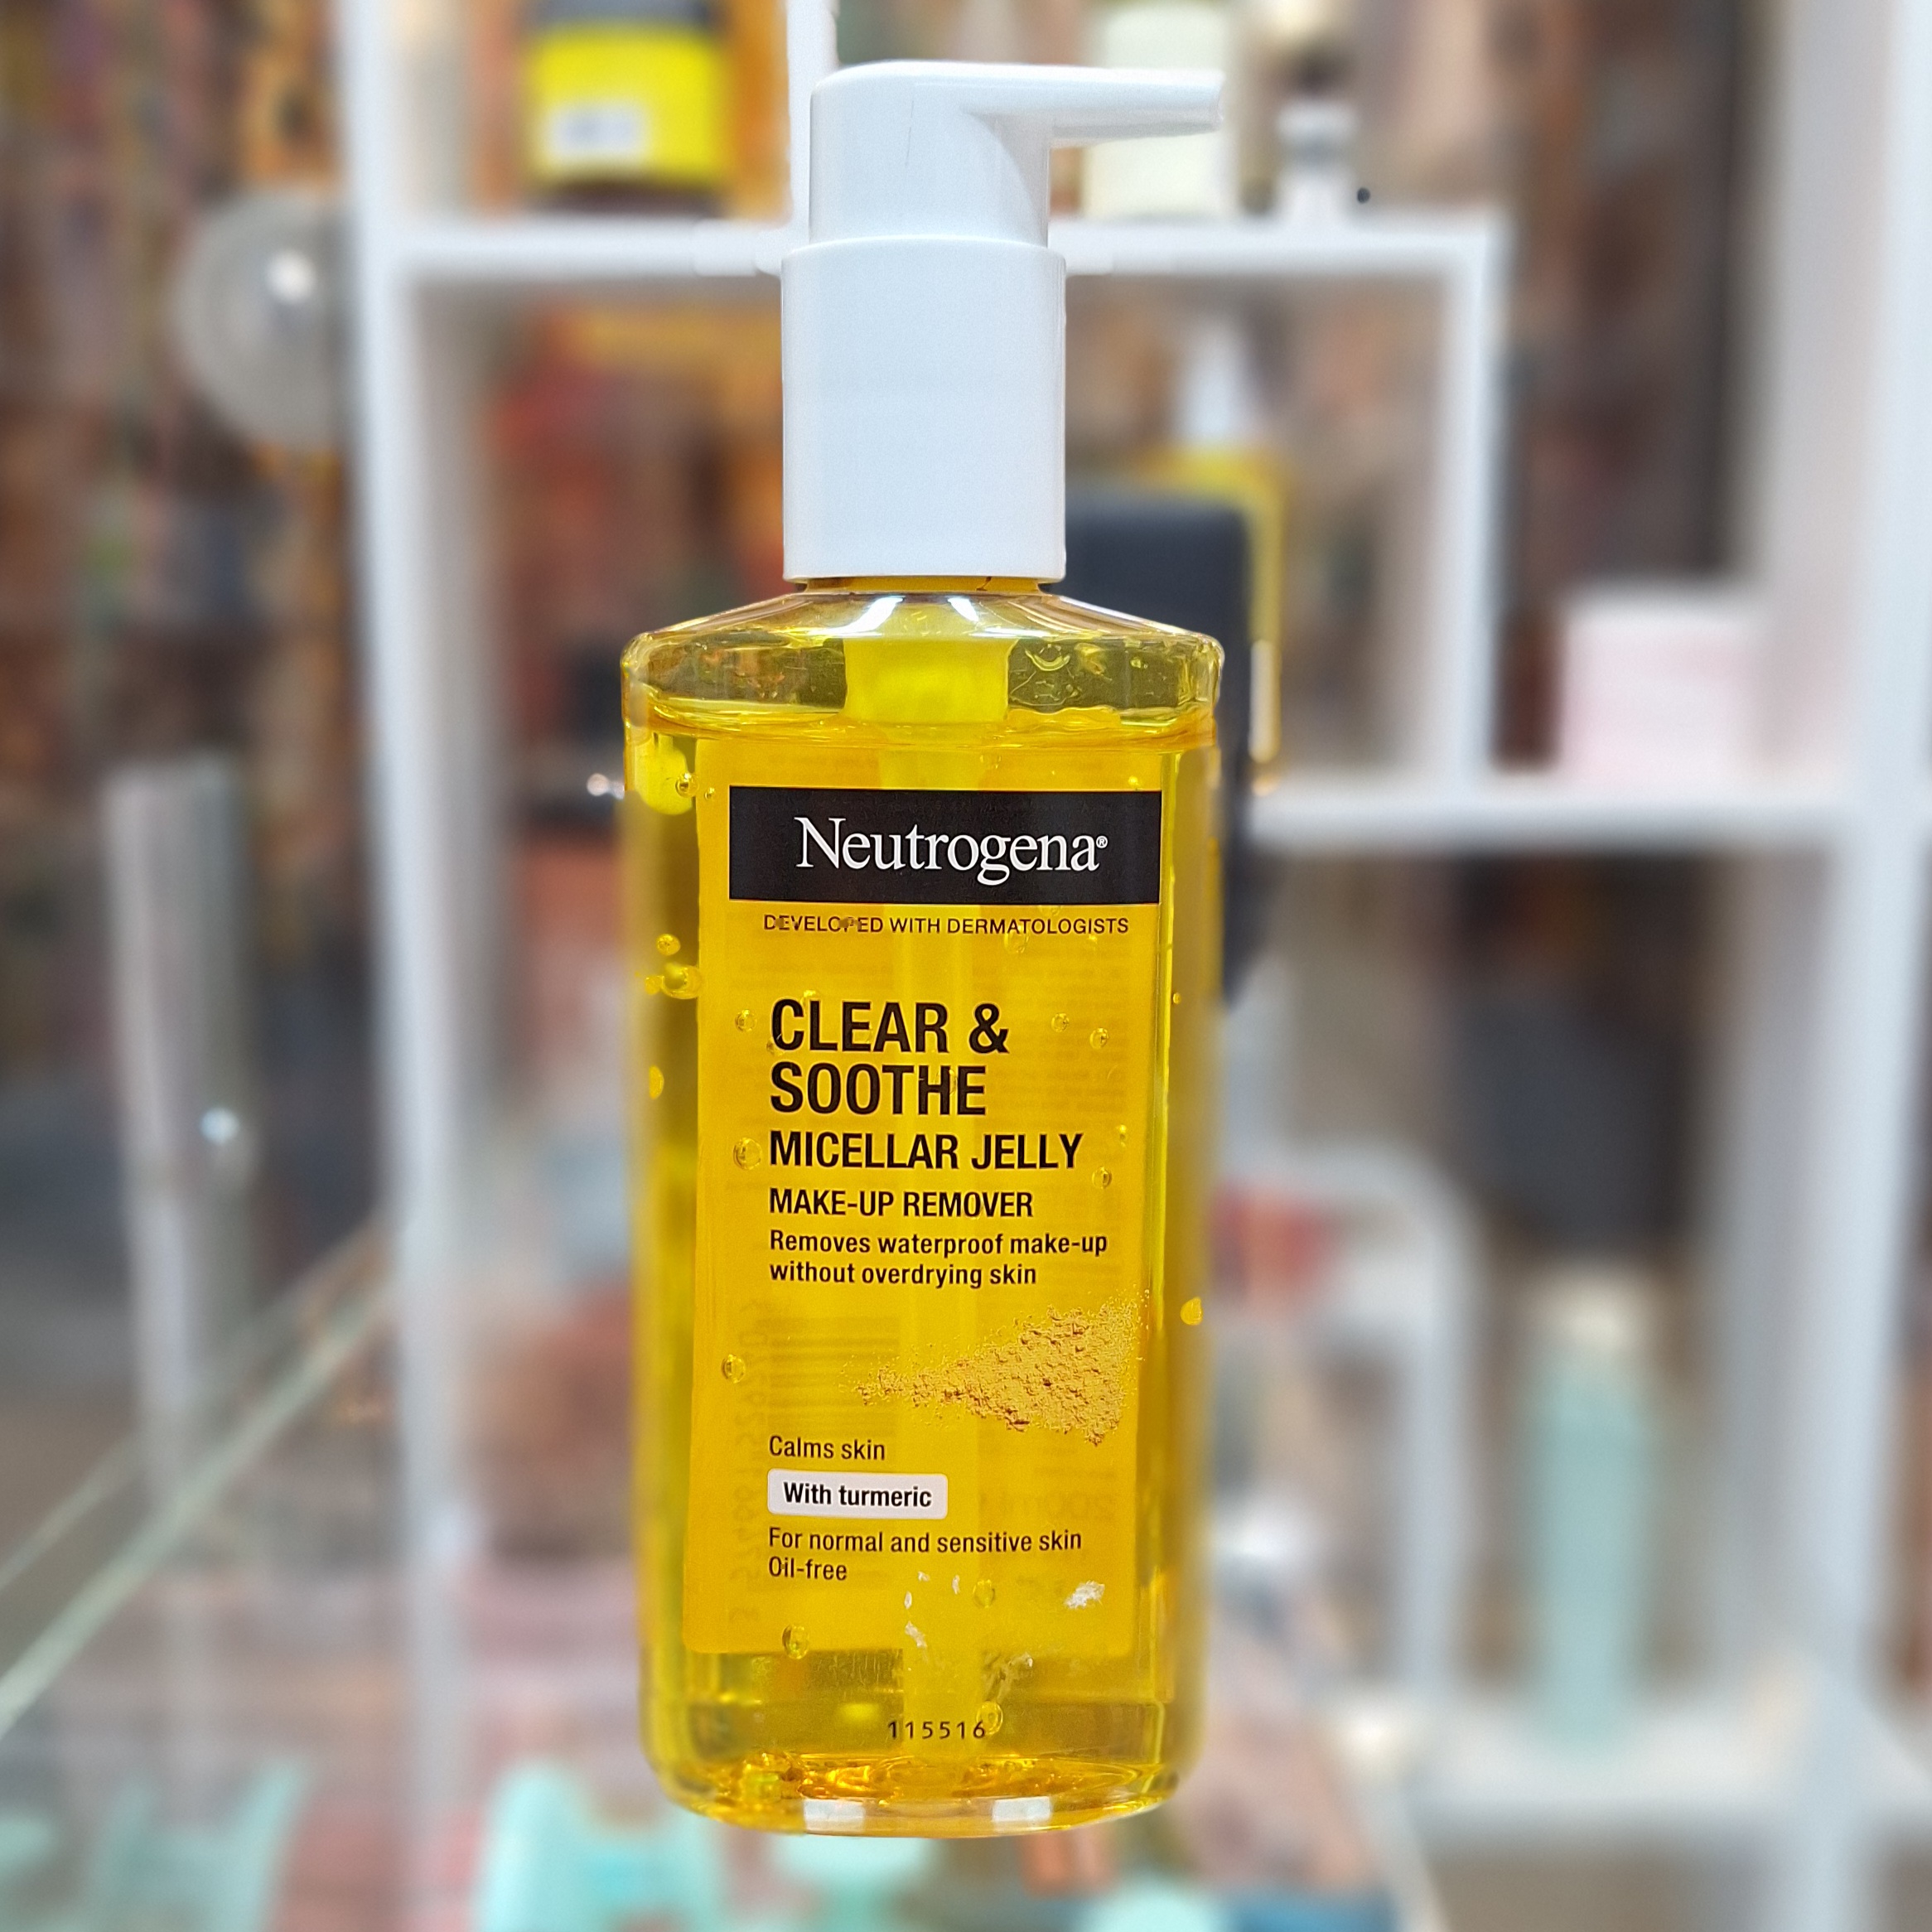 Neutrogena®
DEVELOPED WITH DERMATOLOGISTS
CLEAR &
SOOTHE
MICELLAR JELLY
MAKE-UP REMOVER
Removes waterproof make-up
without overdrying skin
Calms skin
With turmeric
For normal and sensitive skin
Oil-free
115516